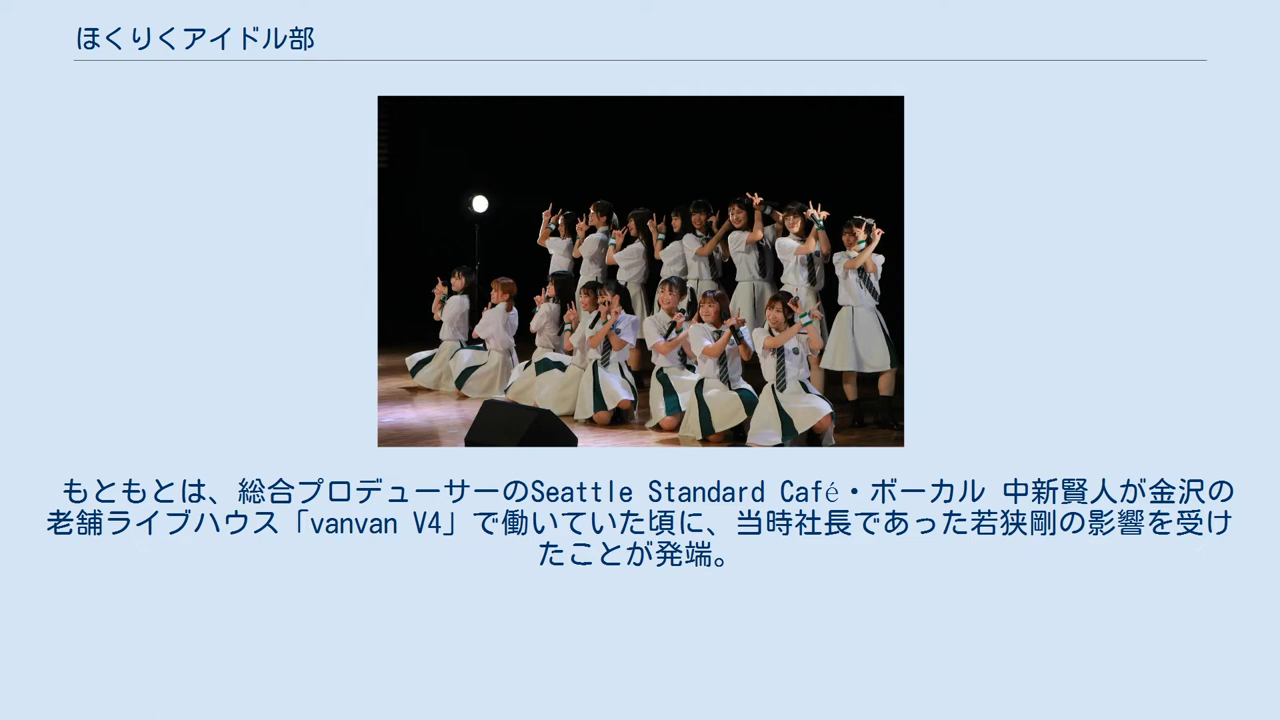 ほくりくアイドル部
もともとは、総合プロデューサーのSeattle Standard Café・ボーカル 中新賢人が金沢の
老舗ライブハウス「vanvan V4」で働いていた頃に、当時社長であった若狭剛の影響を受け
たことが発端。